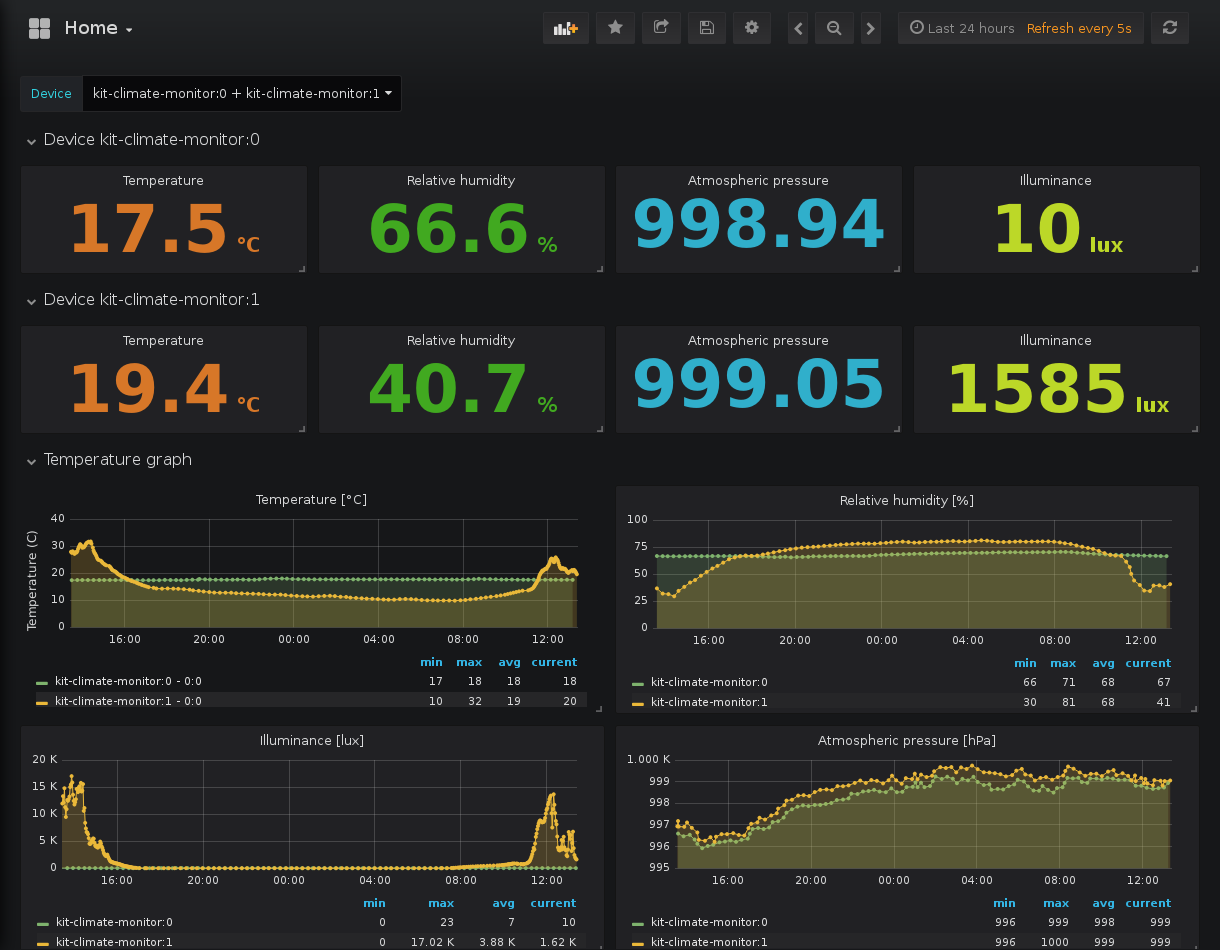 Home
Last 24 hours Refresh every 5s
Device kit-climate-monitor:0 + kit-climate-monitor:1
Device kit-climate-monitor:0
Temperature Relative humidity Atmospheric pressure Illuminance
17.5 °C 66.6 % 998.94 10 lux
Device kit-climate-monitor:1
Temperature Relative humidity Atmospheric pressure Illuminance
19.4 °C 40.7 % 999.05 1585 lux
Temperature graph
Temperature [°C]
Temperature (C)
40
30
20
10
0
16:00 20:00 00:00 04:00 08:00 12:00
min max avg current
kit-climate-monitor:0 - 0:0 17 18 18 18
kit-climate-monitor:1 - 0:0 10 32 19 20
Relative humidity [%]
100
75
50
25
0
16:00 20:00 00:00 04:00 08:00 12:00
min max avg current
kit-climate-monitor:0 66 71 68 67
kit-climate-monitor:1 30 81 68 41
Illuminance [lux]
20 K
15 K
10 K
5 K
0
16:00 20:00 00:00 04:00 08:00 12:00
min max avg current
kit-climate-monitor:0 0 23 7 10
kit-climate-monitor:1 0 17.02 K 3.88 K 1.62 K
Atmospheric pressure [hPa]
1.000 K
999
998
997
996
995
16:00 20:00 00:00 04:00 08:00 12:00
min max avg current
kit-climate-monitor:0 996 999 998 999
kit-climate-monitor:1 996 1000 999 999